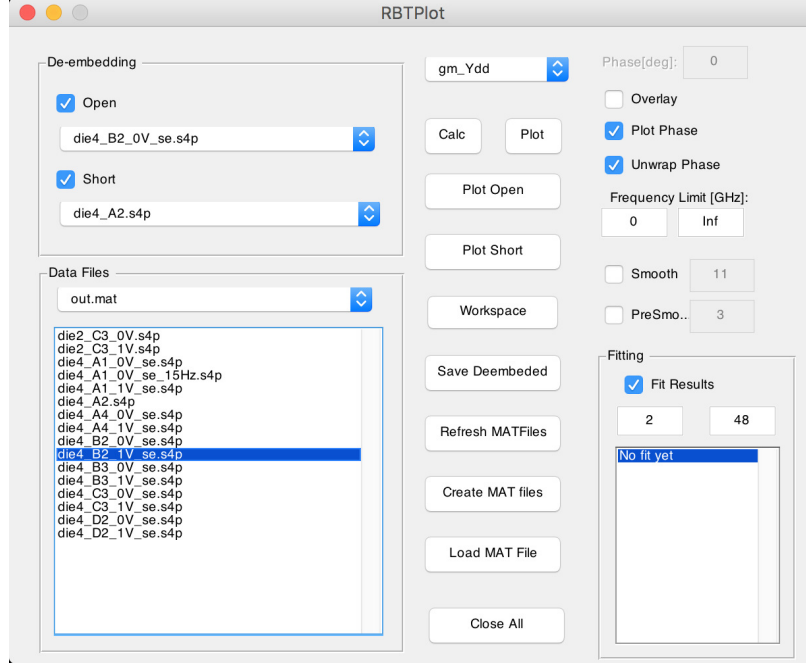 RBTPlot
De-embedding
Open
die4_B2_0V_se.s4p
Short
die4_A2.s4p
Data Files
out.mat
die2_C3_0V.s4p
die2_C3_1V.s4p
die4_A1_0V_se.s4p
die4_A1_0V_se_15Hz.s4p
die4_A1_1V_se.s4p
die4_A2.s4p
die4_A4_0V_se.s4p
die4_A4_1V_se.s4p
die4_B2_0V_se.s4p
die4_B2_1V_se.s4p
die4_B3_0V_se.s4p
die4_B3_1V_se.s4p
die4_C3_0V_se.s4p
die4_C3_1V_se.s4p
die4_D2_0V_se.s4p
die4_D2_1V_se.s4p
gm_Ydd
Calc Plot
Plot Open
Plot Short
Workspace
Save Deembeded
Refresh MATFiles
Create MAT files
Load MAT File
Close All
Phase[deg]: 0
Overlay
Plot Phase
Unwrap Phase
Frequency Limit [GHz]:
0 Inf
Smooth 11
PreSmo... 3
Fitting
Fit Results
2 48
No fit yet